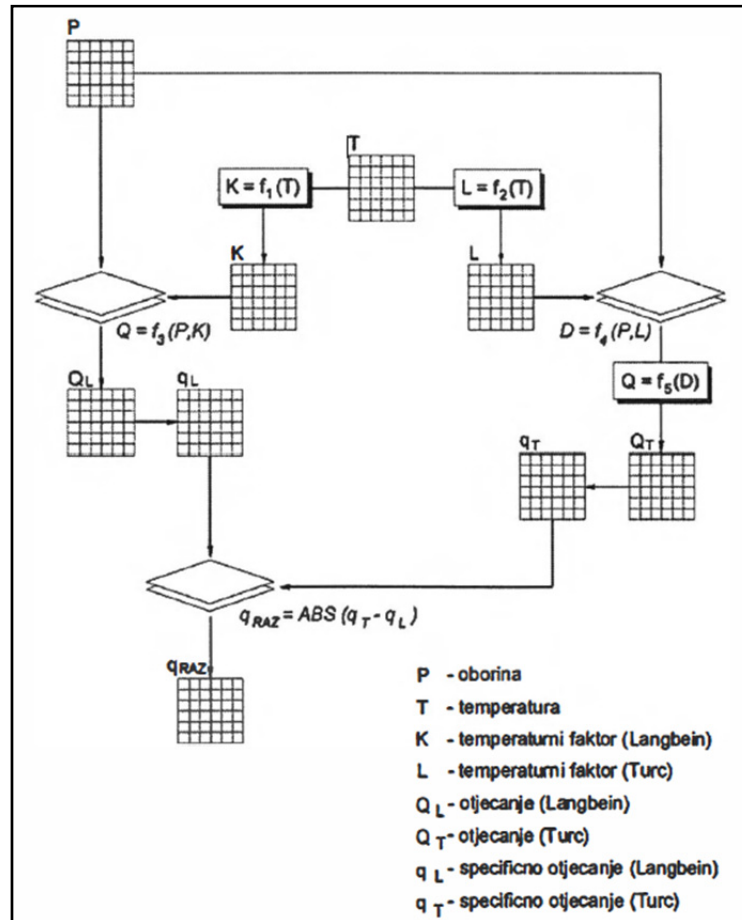 P
T
K = f1(T)
L = f2(T)
K
L
Q = f3(P,K)
D = f4(P,L)
QL
qL
Q = f5(D)
qT
QT
qRAZ = ABS (qT - qL)
qRAZ
P - oborina
T - temperatura
K - temperaturni faktor (Langbein)
L - temperaturni faktor (Turc)
QL - otjecanje (Langbein)
QT - otjecanje (Turc)
qL - specificno otjecanje (Langbein)
qT - specificno otjecanje (Turc)